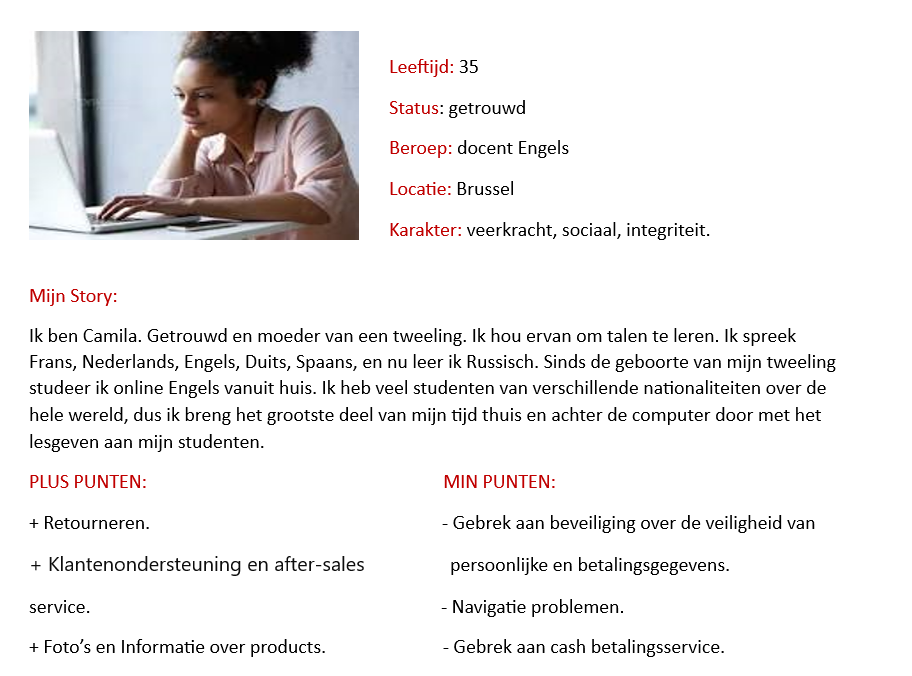 Leeftijd: 35
Status: getrouwd
Beroep: docent Engels
Locatie: Brussel
Karakter: veerkracht, sociaal, integriteit.
Mijn Story:
Ik ben Camila. Getrouwd en moeder van een tweeling. Ik hou ervan om talen te leren. Ik spreek
Frans, Nederlands, Engels, Duits, Spaans, en nu leer ik Russisch. Sinds de geboorte van mijn tweeling
studeer ik online Engels vanuit huis. Ik heb veel studenten van verschillende nationaliteiten over de
hele wereld, dus ik breng het grootste deel van mijn tijd thuis en achter de computer door met het
lesgeven aan mijn studenten.
PLUS PUNTEN:
+ Retourneren.
+ Klantenondersteuning en after-sales
service.
+ Foto’s en Informatie over products.
MIN PUNTEN:
- Gebrek aan beveiliging over de veiligheid van
persoonlijke en betalingsgegevens.
- Navigatie problemen.
- Gebrek aan cash betalingsservice.